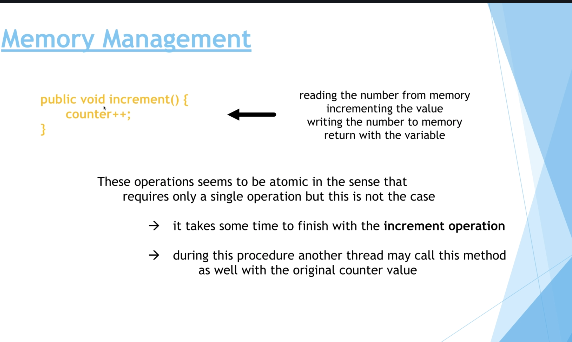 Memory Management
public void increment() {
counter++;
}
reading the number from memory
incrementing the value
writing the number to memory
return with the variable
These operations seems to be atomic in the sense that
requires only a single operation but this is not the case
→ it takes some time to finish with the increment operation
→ during this procedure another thread may call this method
as well with the original counter value